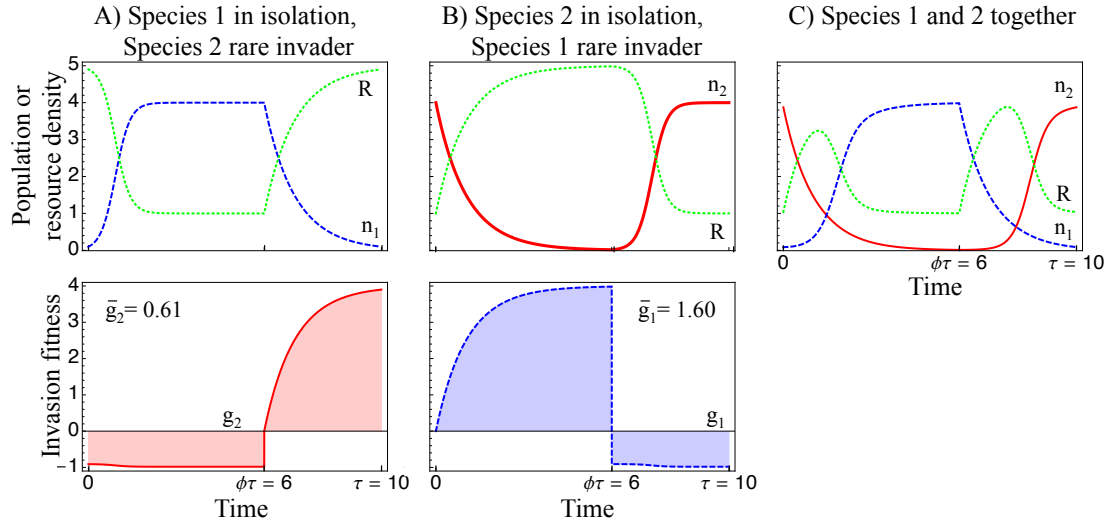 A) Species 1 in isolation,
Species 2 rare invader
B) Species 2 in isolation,
Species 1 rare invader
C) Species 1 and 2 together
Population or
resource density
5
4
3
2
1
0
R
n₁
n₂
R
n₂
R
n₁
0
ϕτ = 6
τ = 10
Time
Invasion fitness
4
3
2
1
0
−1
g̅₂= 0.61
g₂
0
ϕτ = 6
τ = 10
Time
g̅₁= 1.60
g₁
0
ϕτ = 6
τ = 10
Time